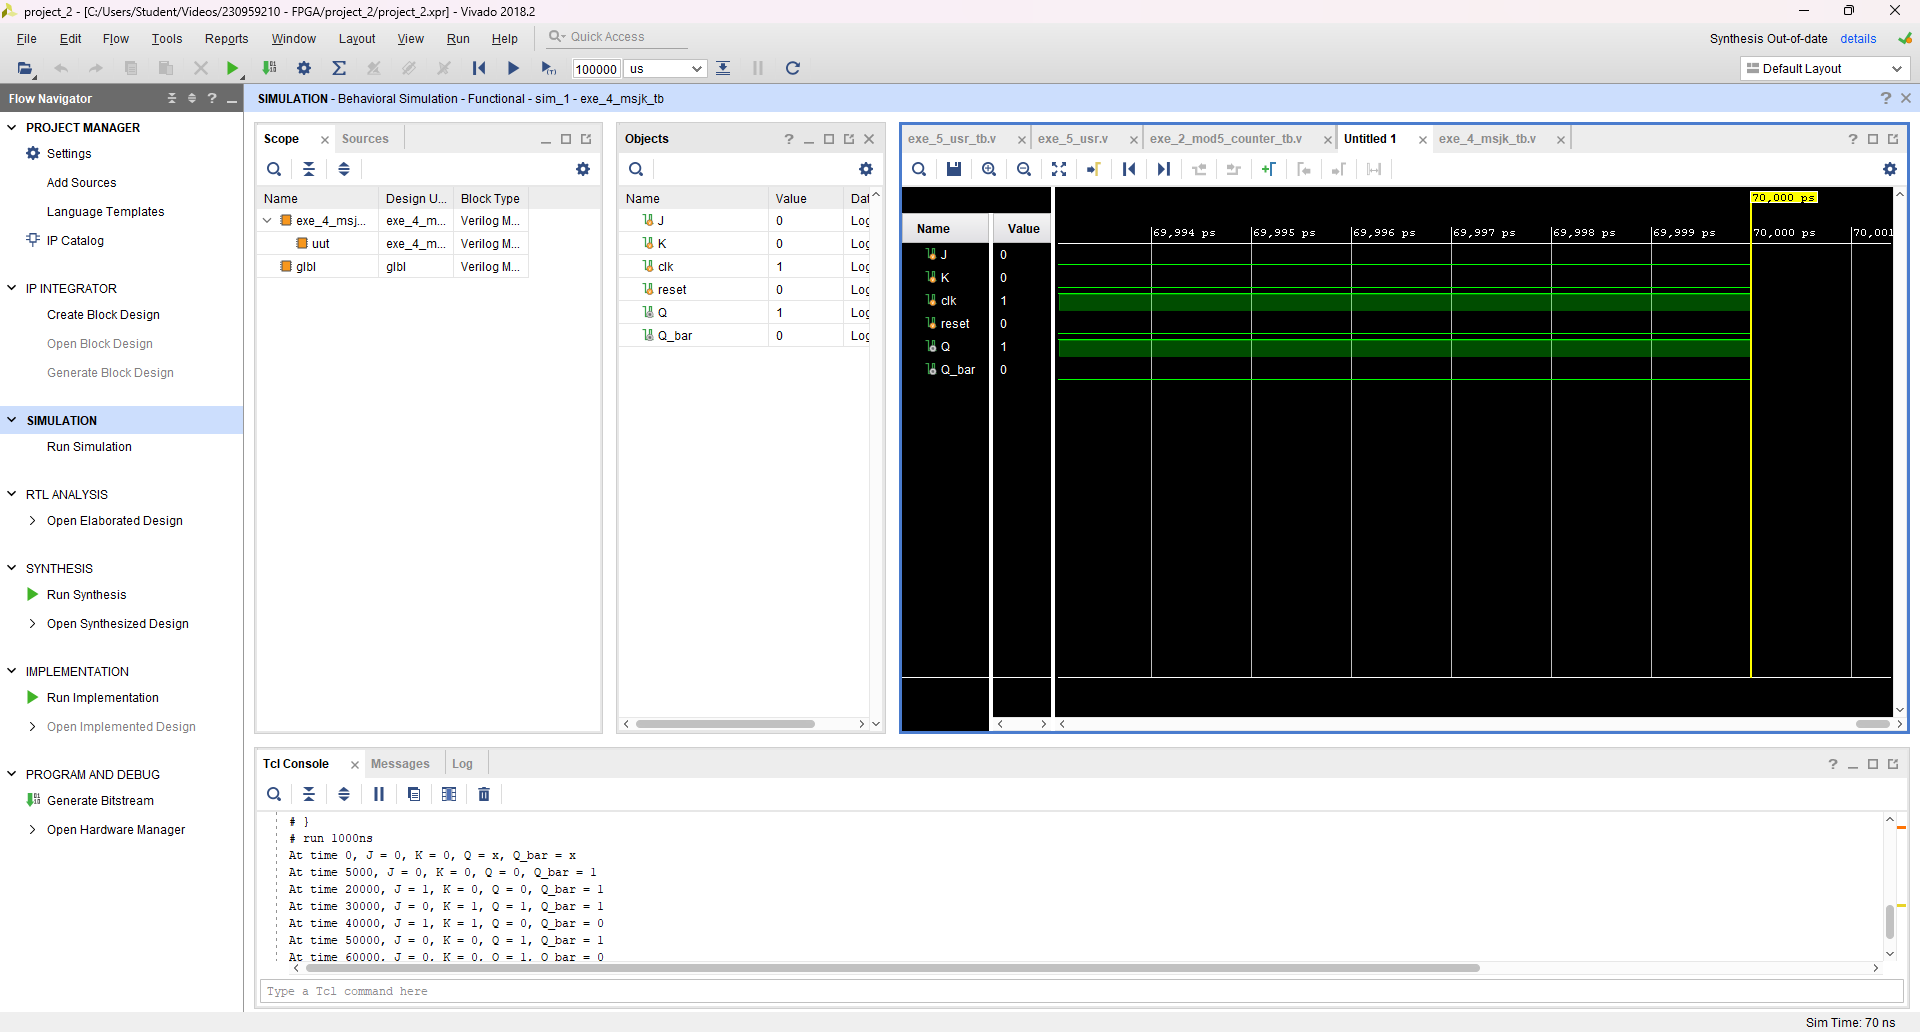 project_2 - [C:/Users/Student/Videos/230959210 - FPGA/project_2/project_2.xpr] - Vivado 2018.2
File Edit Flow Tools Reports Window Layout View Run Help Quick Access
Synthesis Out-of-date details
100000 us
Default Layout
Flow Navigator
SIMULATION - Behavioral Simulation - Functional - sim_1 - exe_4_msjk_tb
PROJECT MANAGER
Settings
Add Sources
Language Templates
IP Catalog
IP INTEGRATOR
Create Block Design
Open Block Design
Generate Block Design
SIMULATION
Run Simulation
RTL ANALYSIS
Open Elaborated Design
SYNTHESIS
Run Synthesis
Open Synthesized Design
IMPLEMENTATION
Run Implementation
Open Implemented Design
PROGRAM AND DEBUG
Generate Bitstream
Open Hardware Manager
Scope Sources
Name Design U... Block Type
exe_4_msj... exe_4_m... Verilog M...
uut exe_4_m... Verilog M...
glbl glbl Verilog M...
Objects
Name Value Dat
J 0 Log
K 0 Log
clk 1 Log
reset 0 Log
Q 1 Log
Q_bar 0 Log
exe_5_usr_tb.v exe_5_usr.v exe_2_mod5_counter_tb.v Untitled 1 exe_4_msjk_tb.v
70,000 ps
Name Value
69,994 ps 69,995 ps 69,996 ps 69,997 ps 69,998 ps 69,999 ps 70,000 ps 70,001
J 0
K 0
clk 1
reset 0
Q 1
Q_bar 0
Tcl Console Messages Log
# }
# run 1000ns
At time 0, J = 0, K = 0, Q = x, Q_bar = x
At time 5000, J = 0, K = 0, Q = 0, Q_bar = 1
At time 20000, J = 1, K = 0, Q = 0, Q_bar = 1
At time 30000, J = 0, K = 1, Q = 1, Q_bar = 1
At time 40000, J = 1, K = 1, Q = 0, Q_bar = 0
At time 50000, J = 0, K = 0, Q = 1, Q_bar = 1
At time 60000, J = 0, K = 0, Q = 1, Q_bar = 0
Type a Tcl command here
Sim Time: 70 ns